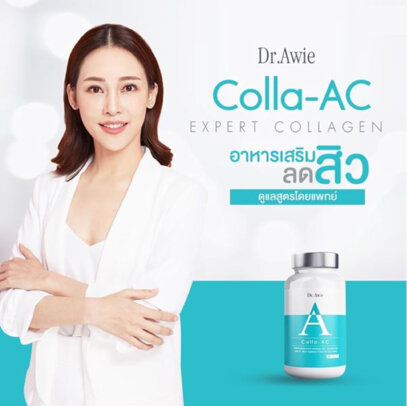 Dr.Awie
Colla-AC
EXPERT COLLAGEN
อาหารเสริม
ลดสิว
ดูแลสูตรโดยแพทย์
Dr. Awie
A
Colla-AC